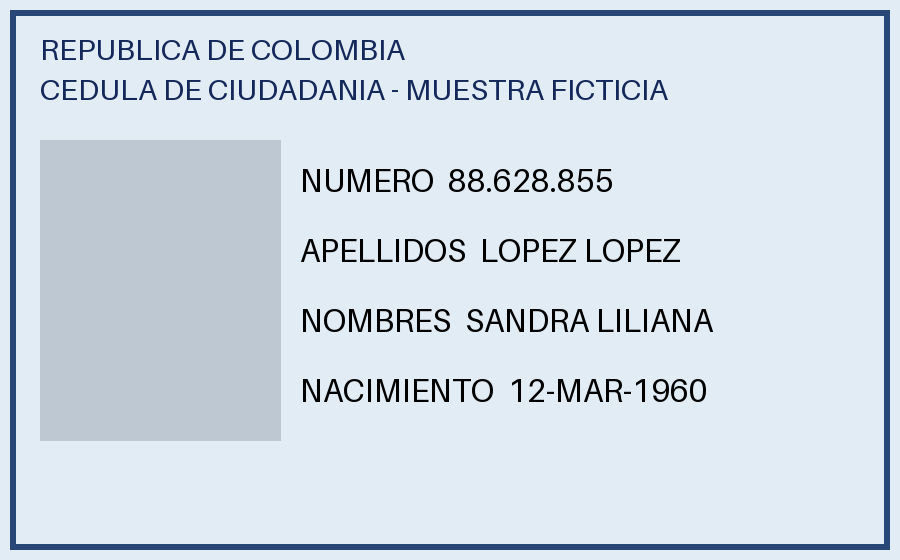 REPUBLICA DE COLOMBIA
CEDULA DE CIUDADANIA - MUESTRA FICTICIA
NUMERO 88.628.855
APELLIDOS LOPEZ LOPEZ
NOMBRES SANDRA LILIANA
NACIMIENTO 12-MAR-1960